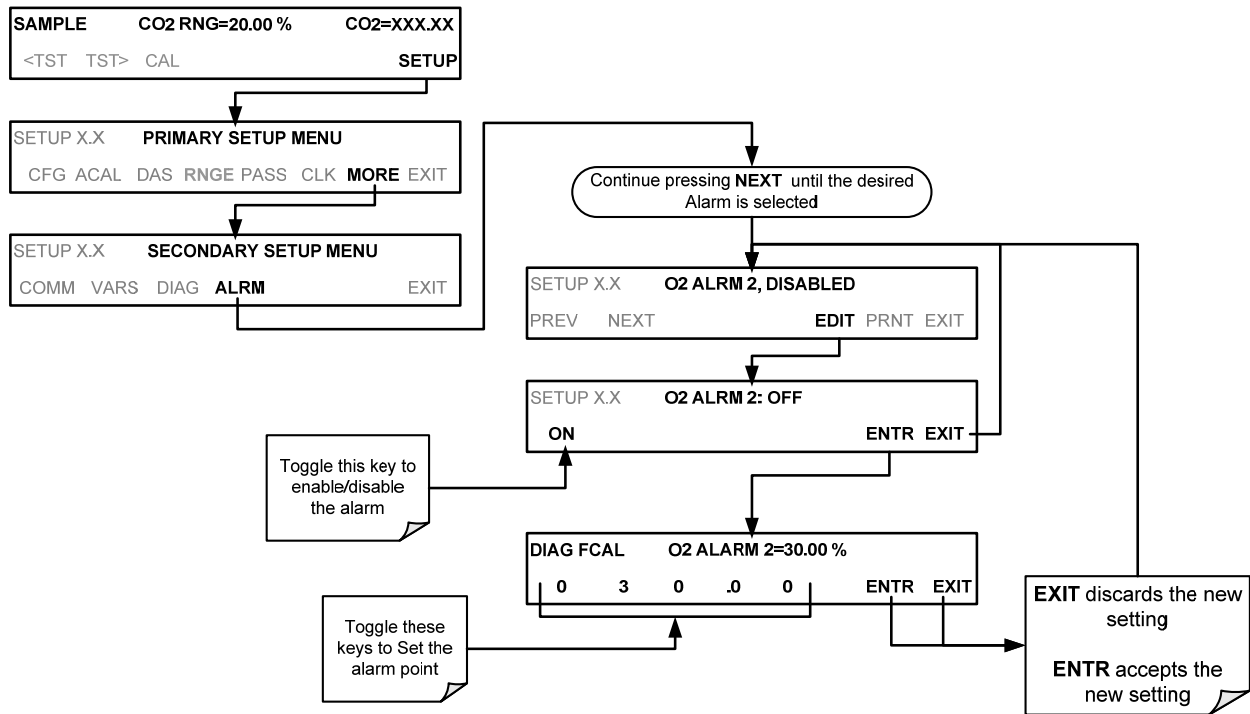 SAMPLE CO2 RNG=20.00 % CO2=XXX.XX
<TST TST> CAL SETUP
SETUP X.X PRIMARY SETUP MENU
CFG ACAL DAS RNGE PASS CLK MORE EXIT
SETUP X.X SECONDARY SETUP MENU
COMM VARS DIAG ALRM EXIT
Continue pressing NEXT until the desired
Alarm is selected
SETUP X.X O2 ALRM 2, DISABLED
PREV NEXT EDIT PRNT EXIT
SETUP X.X O2 ALRM 2: OFF
ON ENTR EXIT
Toggle this key to
enable/disable
the alarm
DIAG FCAL O2 ALARM 2=30.00 %
0 3 0 .0 0 ENTR EXIT
Toggle these
keys to Set the
alarm point
EXIT discards the new
setting
ENTR accepts the
new setting